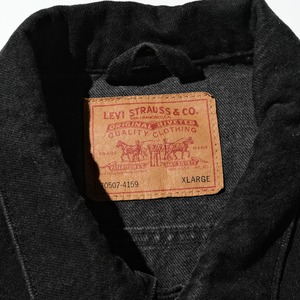 LEVI STRAUSS & CO.
ORIGINAL RIVETED
QUALITY CLOTHING
70507-4159
XLARGE